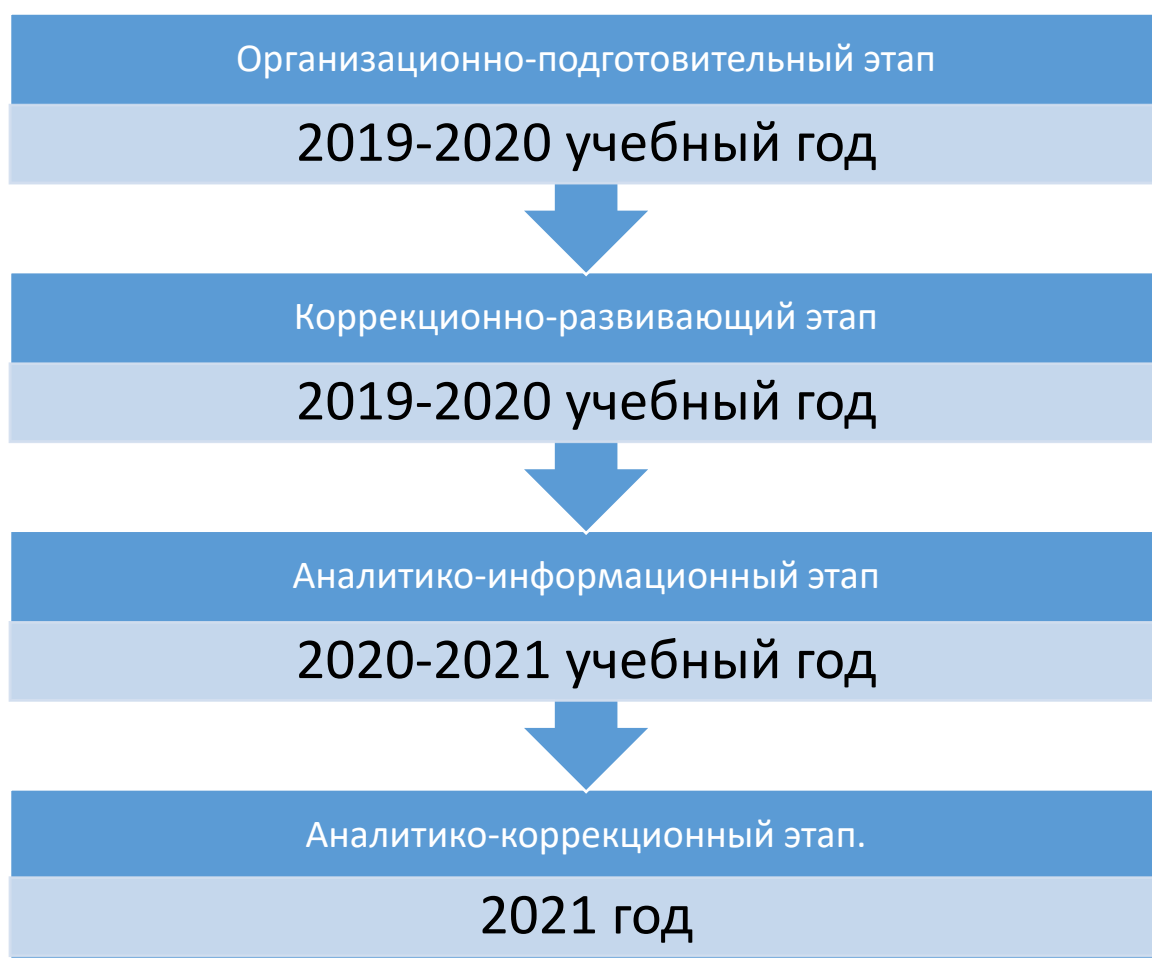 Организационно-подготовительный этап
2019-2020 учебный год
Коррекционно-развивающий этап
2019-2020 учебный год
Аналитико-информационный этап
2020-2021 учебный год
Аналитико-коррекционный этап.
2021 год